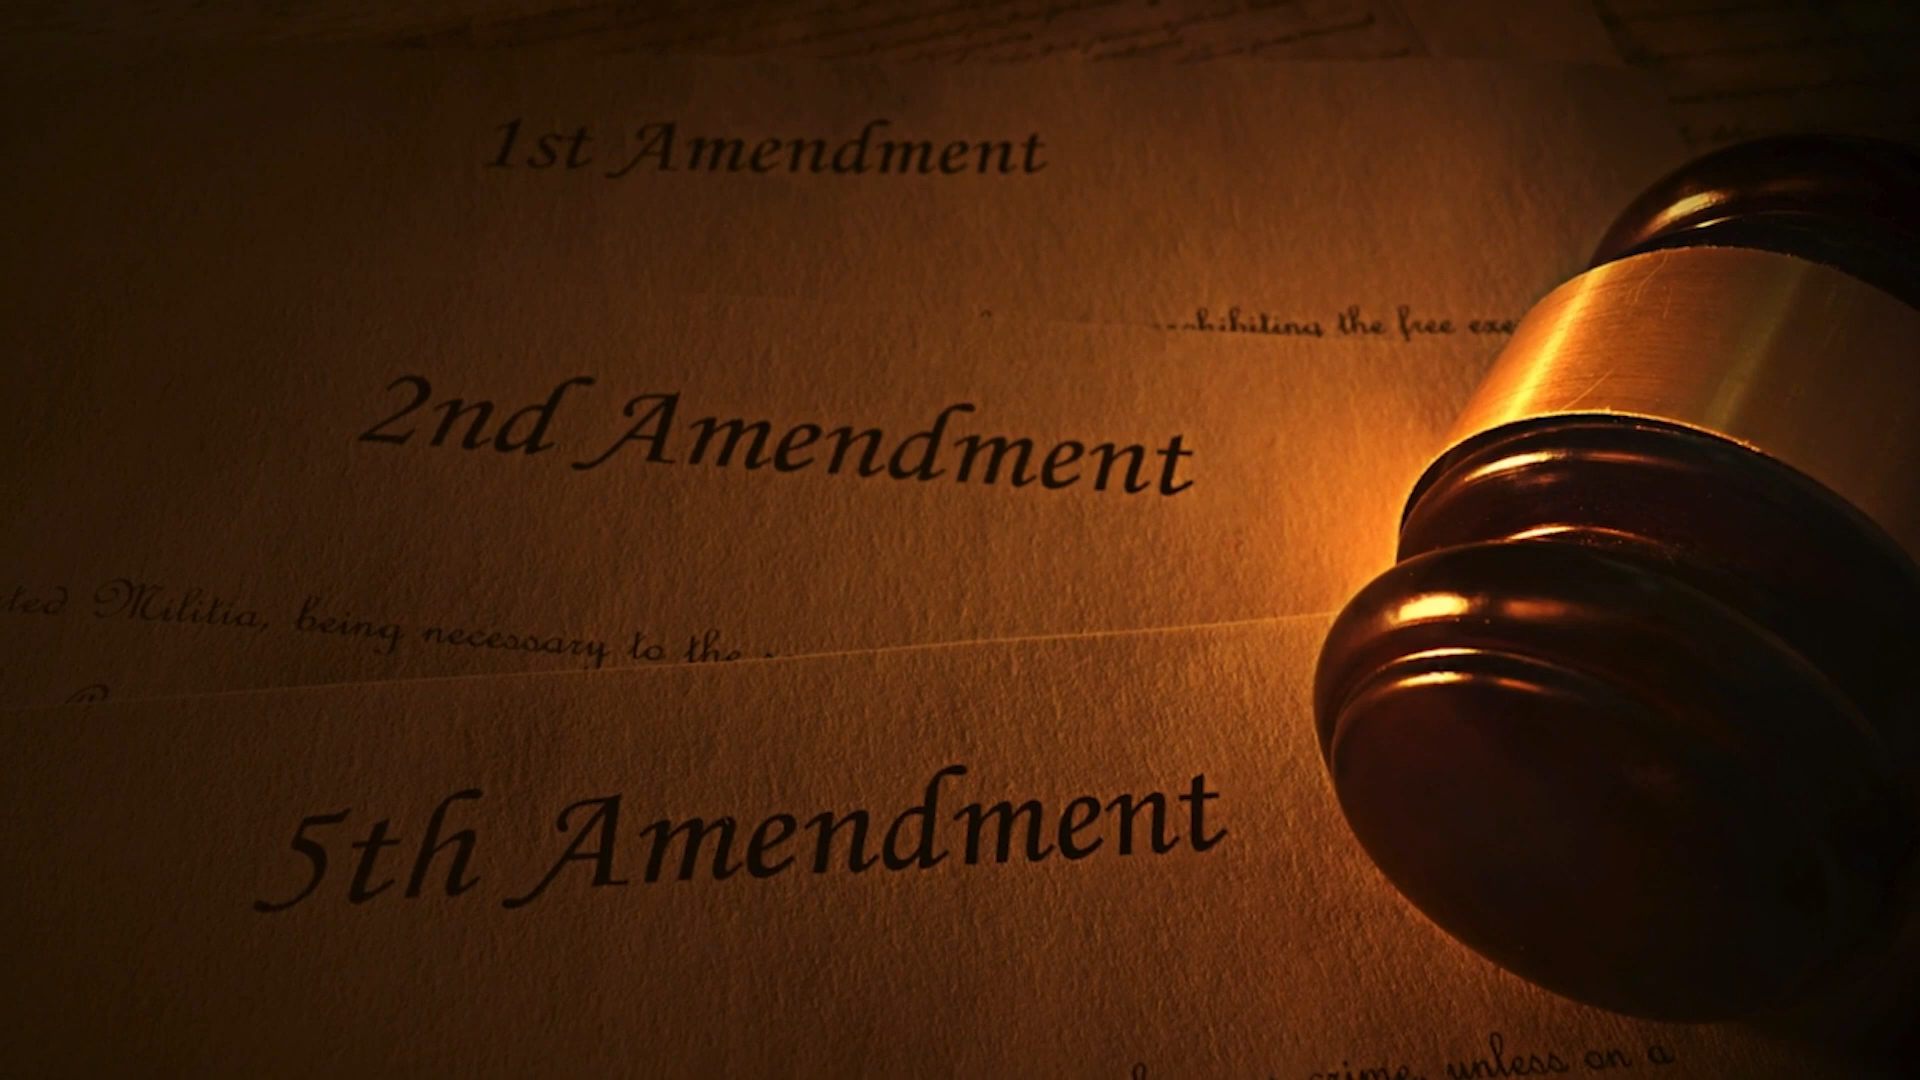 1st Amendment
the free
2nd Amendment
Militia, being necessary to the
5th Amendment
crime, unless on a